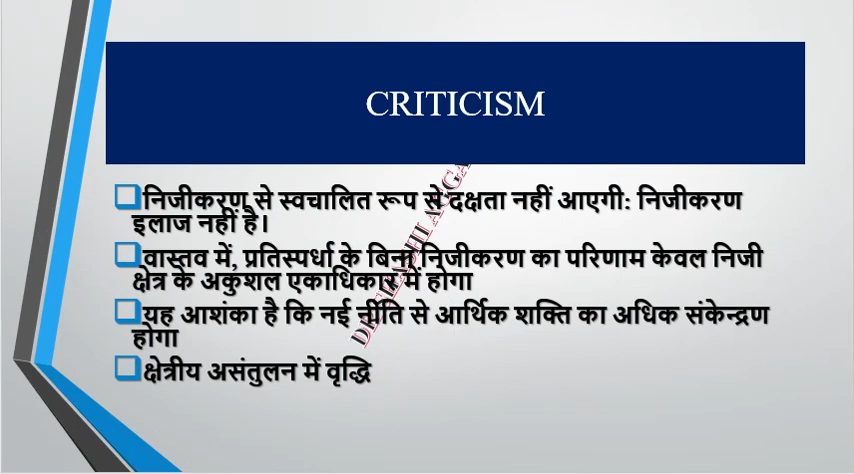 CRITICISM
निजीकरण से स्वचालित रूप से दक्षता नहीं आएगी: निजीकरण
इलाज नहीं है।
वास्तव में, प्रतिस्पर्धा के बिना निजीकरण का परिणाम केवल निजी
क्षेत्र के अकुशल एकाधिकार में होगा
यह आशंका है कि नई नीति से आर्थिक शक्ति का अधिक संकेन्द्रण
होगा
क्षेत्रीय असंतुलन में वृद्धि